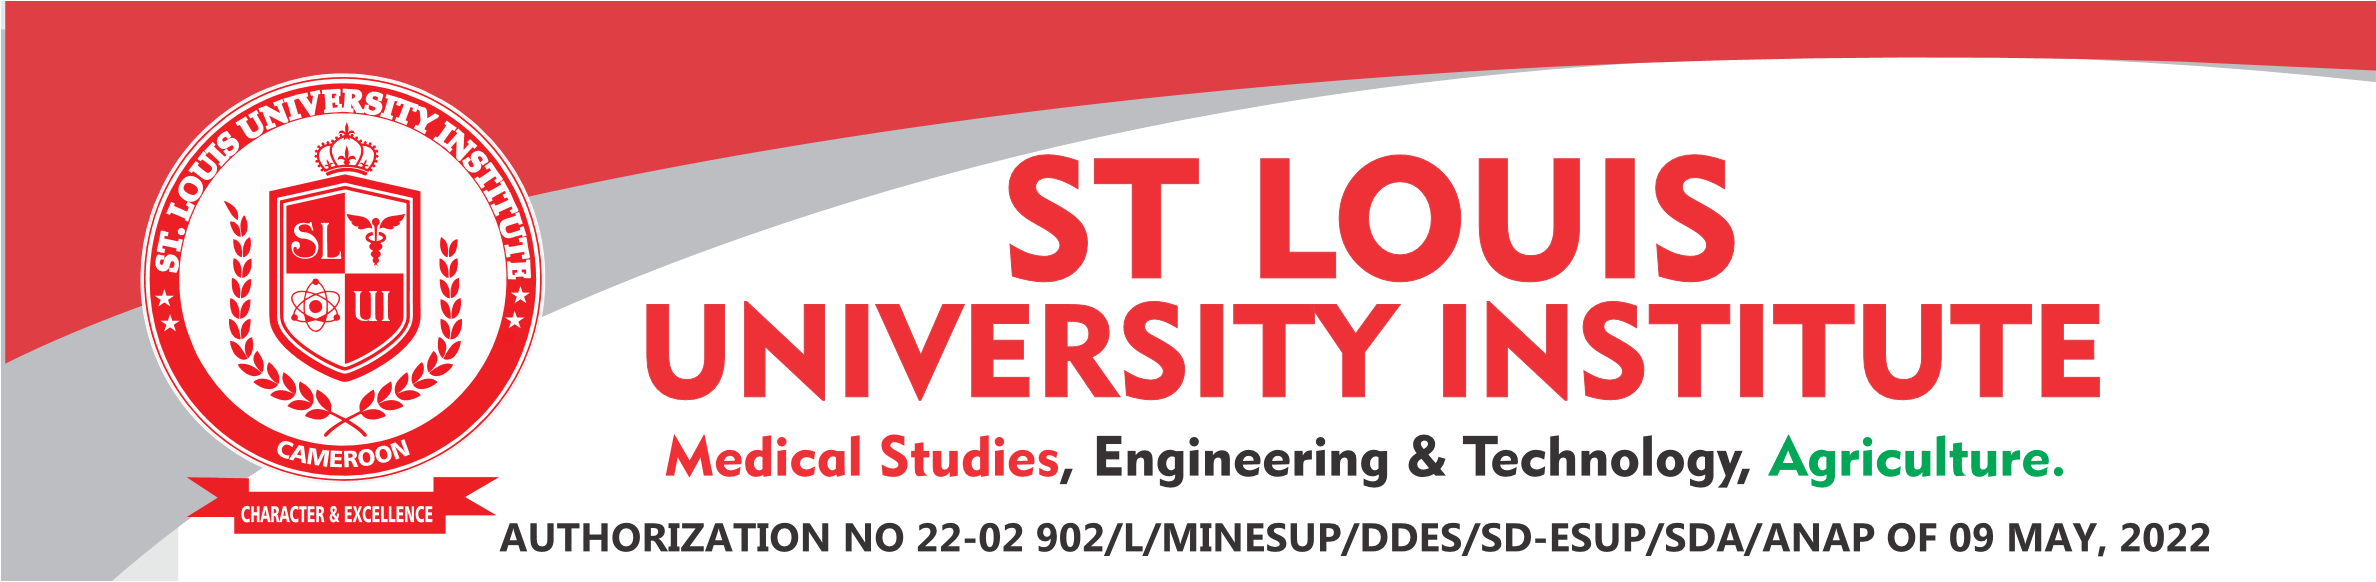 ST. LOUIS UNIVERSITY INSTITUTE
SL
UI
CAMEROON
CHARACTER & EXCELLENCE
ST LOUIS
UNIVERSITY INSTITUTE
Medical Studies, Engineering & Technology, Agriculture.
AUTHORIZATION NO 22-02 902/L/MINESUP/DDES/SD-ESUP/SDA/ANAP OF 09 MAY, 2022